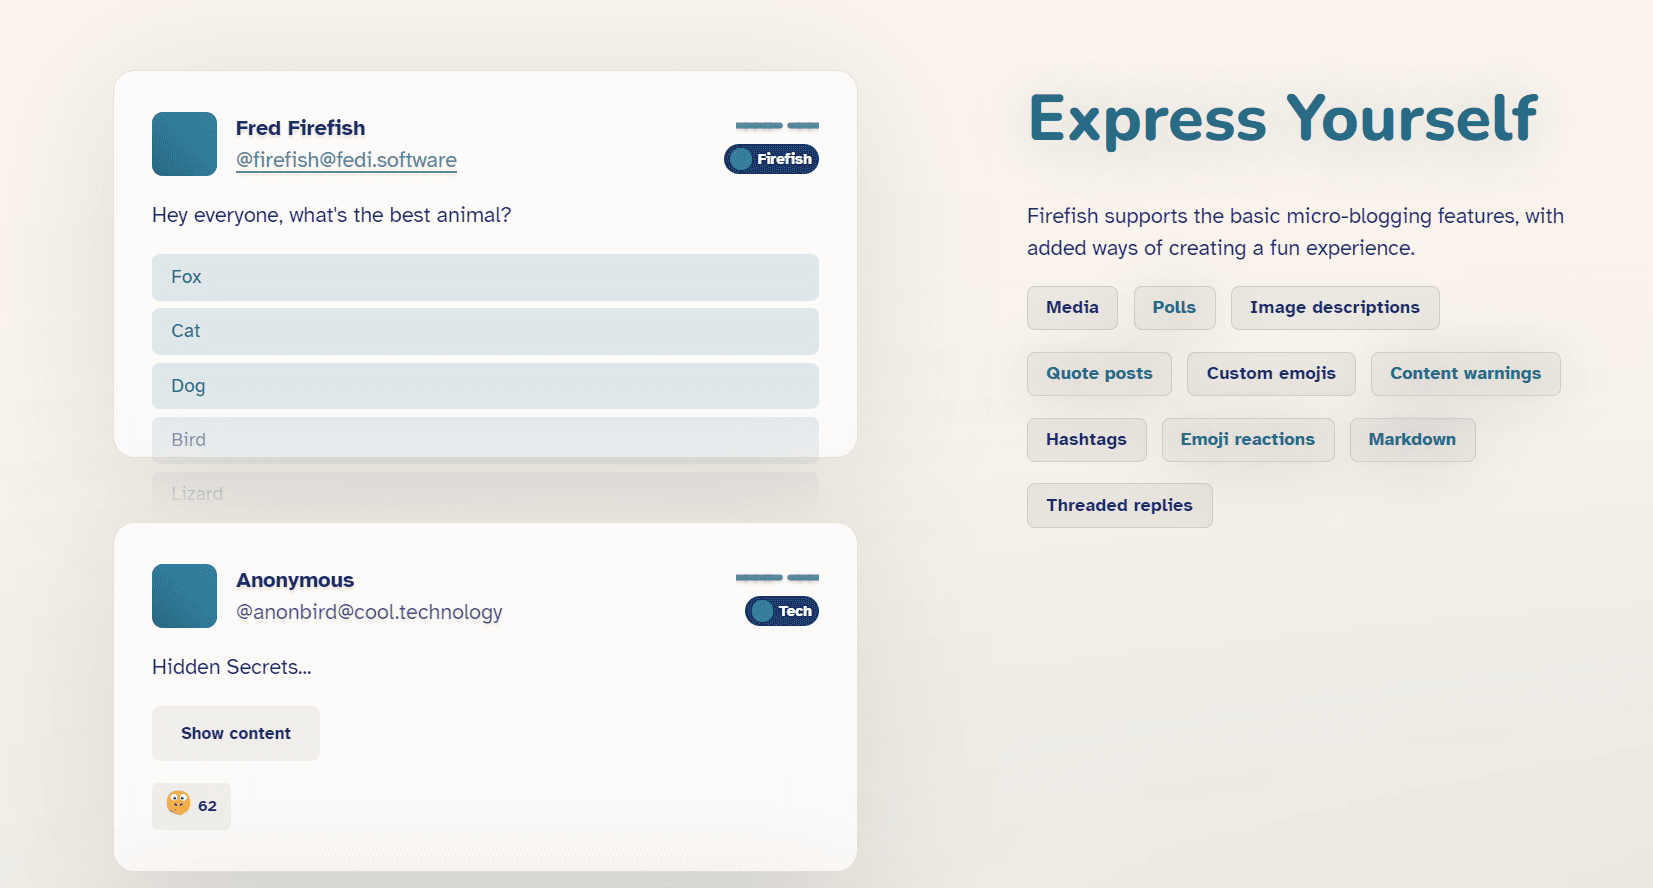 Fred Firefish
@firefish@fedi.software
Firefish
Hey everyone, what's the best animal?
Fox
Cat
Dog
Bird
Lizard
Anonymous
@anonbird@cool.technology
Tech
Hidden Secrets...
Show content
62
Express Yourself
Firefish supports the basic micro-blogging features, with
added ways of creating a fun experience.
Media Polls Image descriptions
Quote posts Custom emojis Content warnings
Hashtags Emoji reactions Markdown
Threaded replies